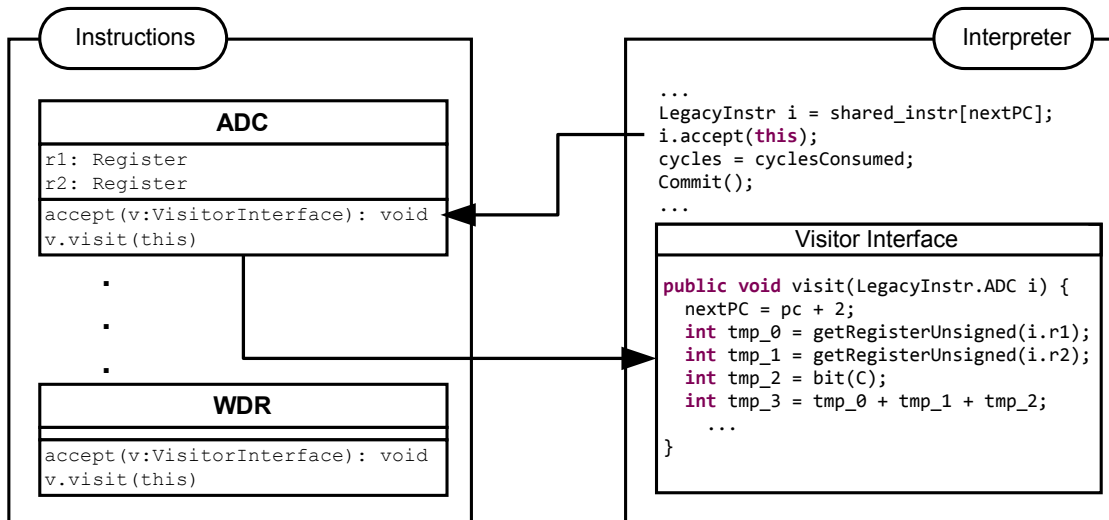 Instructions
ADC
r1: Register
r2: Register
accept(v:VisitorInterface): void
v.visit(this)
.
.
.
WDR
accept(v:VisitorInterface): void
v.visit(this)
Interpreter
...
LegacyInstr i = shared_instr[nextPC];
i.accept(this);
cycles = cyclesConsumed;
Commit();
...
Visitor Interface
public void visit(LegacyInstr.ADC i) {
nextPC = pc + 2;
int tmp_0 = getRegisterUnsigned(i.r1);
int tmp_1 = getRegisterUnsigned(i.r2);
int tmp_2 = bit(C);
int tmp_3 = tmp_0 + tmp_1 + tmp_2;
...
}